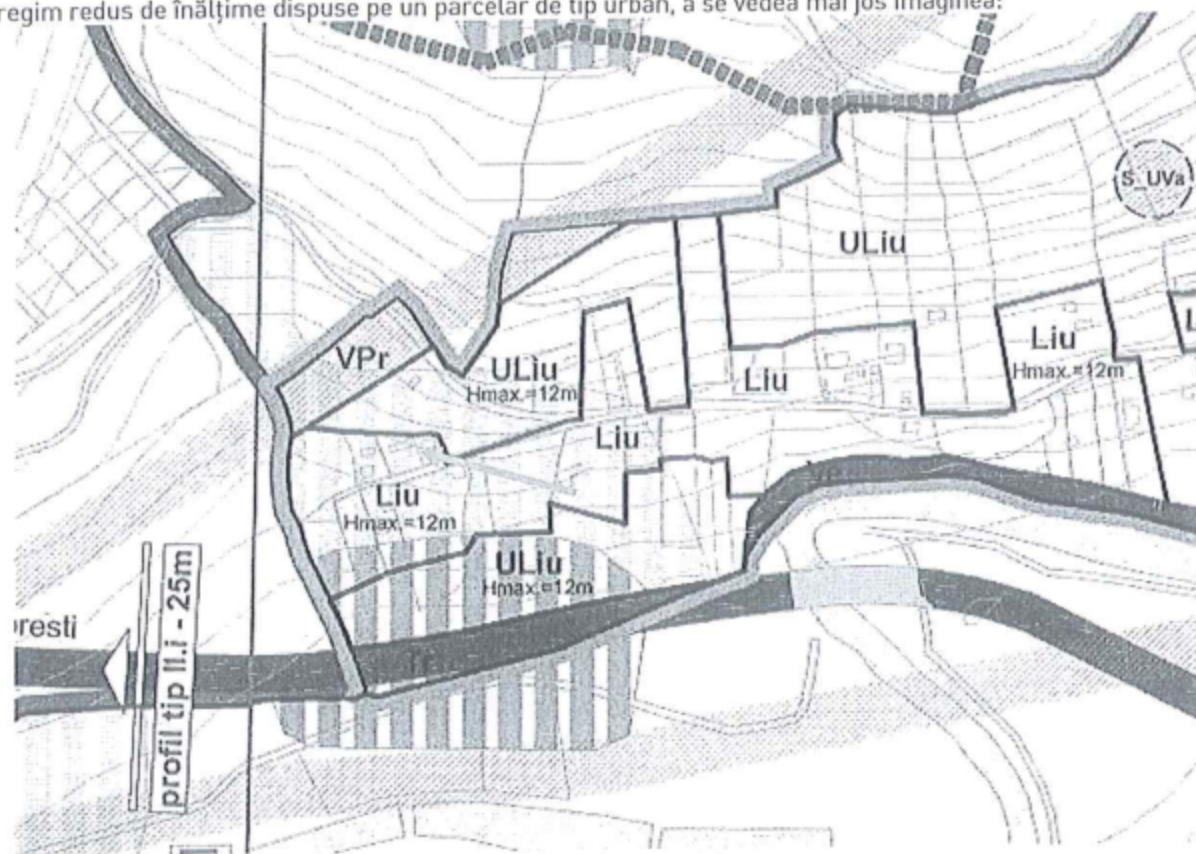 regim redus de înălțime dispuse pe un parcelar de tip urban, a se vedea mai jos imaginea:
S_UVa
ULiu
VPr
ULiu
Hmax.=12m
Liu
Liu
Hmax.=12m
Liu
Liu
Hmax.=12m
ULiu
Hmax.=12m
resti
profil tip II.i - 25m